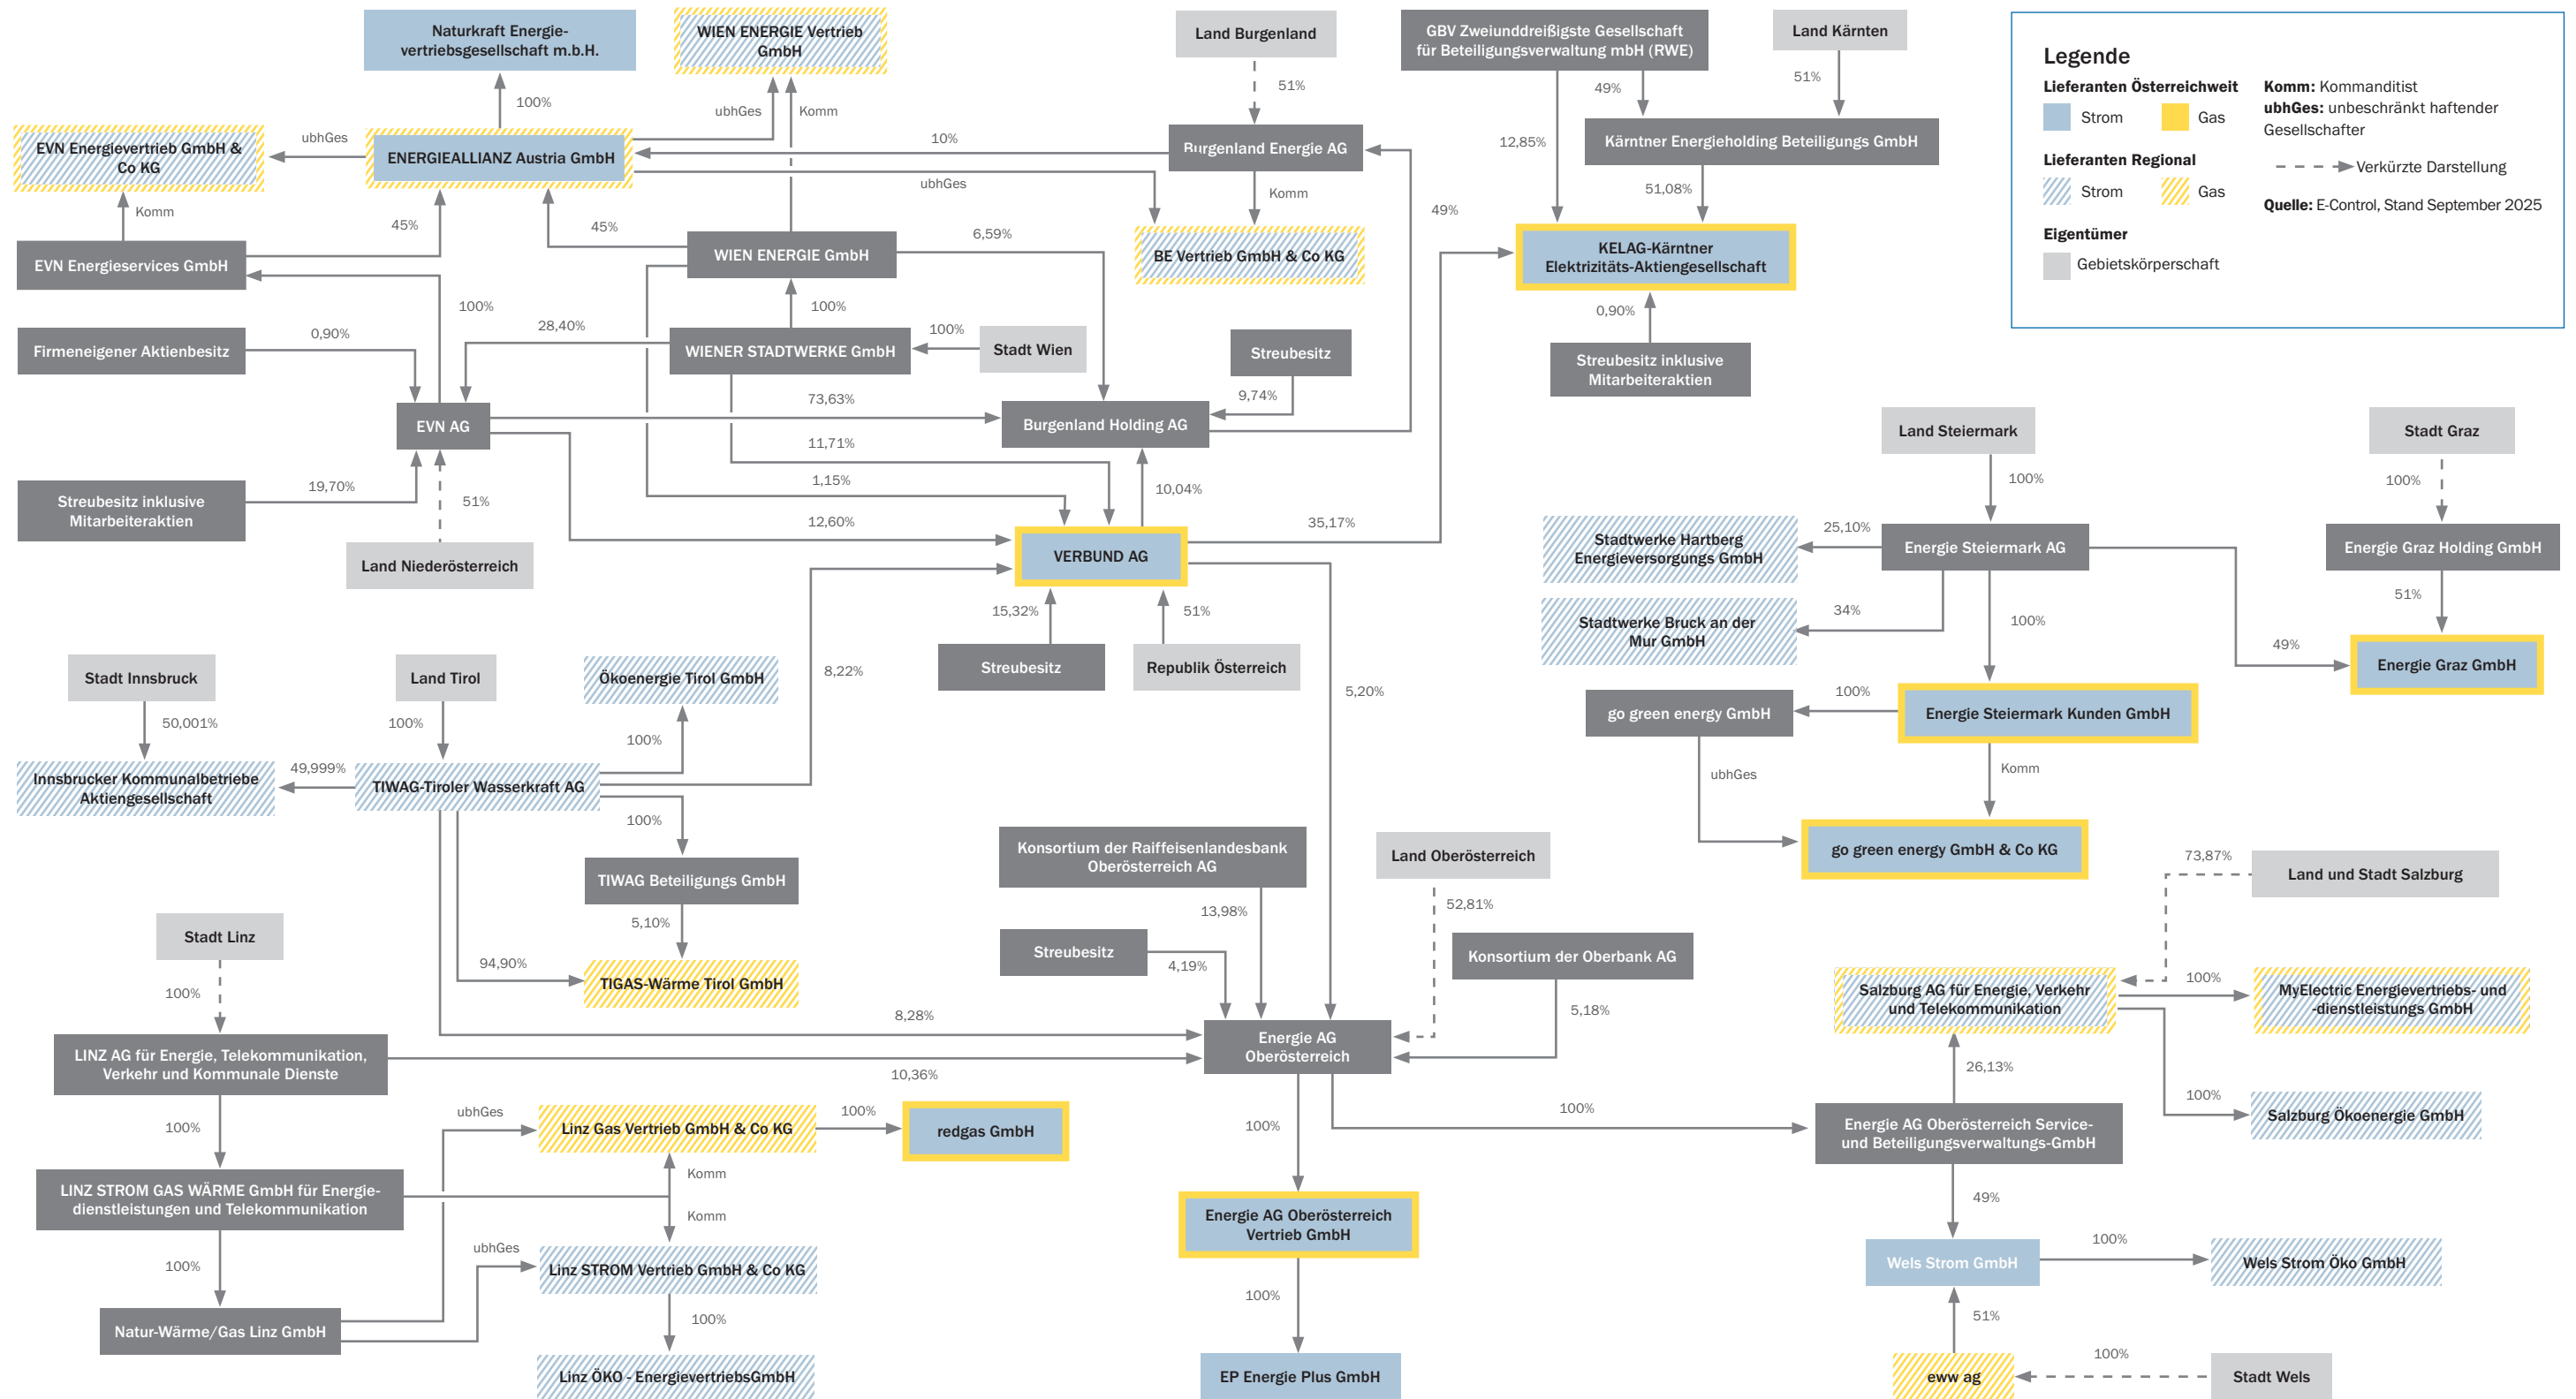 Naturkraft Energie-
vertriebsgesellschaft m.b.H.
WIEN ENERGIE Vertrieb
GmbH
Land Burgenland
GBV Zweiunddreißigste Gesellschaft
für Beteiligungsverwaltung mbH (RWE)
Land Kärnten
Legende
Lieferanten Österreichweit
Strom
Gas
Lieferanten Regional
Strom
Gas
Eigentümer
Gebietskörperschaft
Komm: Kommanditist
ubhGes: unbeschränkt haftender
Gesellschafter
Verkürzte Darstellung
Quelle: E-Control, Stand September 2025
100%
ubhGes
Komm
51%
49%
51%
12,85%
EVN Energievertrieb GmbH &
Co KG
ubhGes
ENERGIEALLIANZ Austria GmbH
10%
Burgenland Energie AG
Kärntner Energieholding Beteiligungs GmbH
ubhGes
Komm
51,08%
Komm
45%
45%
6,59%
49%
EVN Energieservices GmbH
WIEN ENERGIE GmbH
BE Vertrieb GmbH & Co KG
KELAG-Kärntner
Elektrizitäts-Aktiengesellschaft
100%
28,40%
100%
0,90%
0,90%
Firmeneigener Aktienbesitz
WIENER STADTWERKE GmbH
100%
Stadt Wien
Streubesitz
Streubesitz inklusive
Mitarbeiteraktien
73,63%
9,74%
EVN AG
Burgenland Holding AG
Land Steiermark
Stadt Graz
11,71%
1,15%
10,04%
100%
100%
19,70%
51%
Streubesitz inklusive
Mitarbeiteraktien
12,60%
35,17%
Stadtwerke Hartberg
Energieversorgungs GmbH
25,10%
Energie Steiermark AG
Energie Graz Holding GmbH
Land Niederösterreich
VERBUND AG
15,32%
51%
34%
100%
51%
Stadtwerke Bruck an der
Mur GmbH
49%
Energie Graz GmbH
Streubesitz
Republik Österreich
Stadt Innsbruck
Land Tirol
Ökoenergie Tirol GmbH
8,22%
5,20%
50,001%
100%
100%
go green energy GmbH
100%
Energie Steiermark Kunden GmbH
Innsbrucker Kommunalbetriebe
Aktiengesellschaft
49,999%
TIWAG-Tiroler Wasserkraft AG
ubhGes
Komm
100%
TIWAG Beteiligungs GmbH
Konsortium der Raiffeisenlandesbank
Oberösterreich AG
Land Oberösterreich
go green energy GmbH & Co KG
73,87%
Land und Stadt Salzburg
5,10%
13,98%
52,81%
Stadt Linz
Streubesitz
4,19%
Konsortium der Oberbank AG
94,90%
TIGAS-Wärme Tirol GmbH
100%
5,18%
Salzburg AG für Energie, Verkehr
und Telekommunikation
100%
MyElectric Energievertriebs- und
-dienstleistungs GmbH
8,28%
Energie AG
Oberösterreich
LINZ AG für Energie, Telekommunikation,
Verkehr und Kommunale Dienste
10,36%
26,13%
100%
Salzburg Ökoenergie GmbH
100%
ubhGes
Linz Gas Vertrieb GmbH & Co KG
100%
redgas GmbH
100%
100%
Energie AG Oberösterreich Service-
und Beteiligungsverwaltungs-GmbH
Komm
LINZ STROM GAS WÄRME GmbH für Energie-
dienstleistungen und Telekommunikation
Komm
Energie AG Oberösterreich
Vertrieb GmbH
49%
100%
ubhGes
Linz STROM Vertrieb GmbH & Co KG
Wels Strom GmbH
100%
Wels Strom Öko GmbH
Natur-Wärme/Gas Linz GmbH
100%
100%
51%
Linz ÖKO - EnergievertriebsGmbH
EP Energie Plus GmbH
eww ag
100%
Stadt Wels